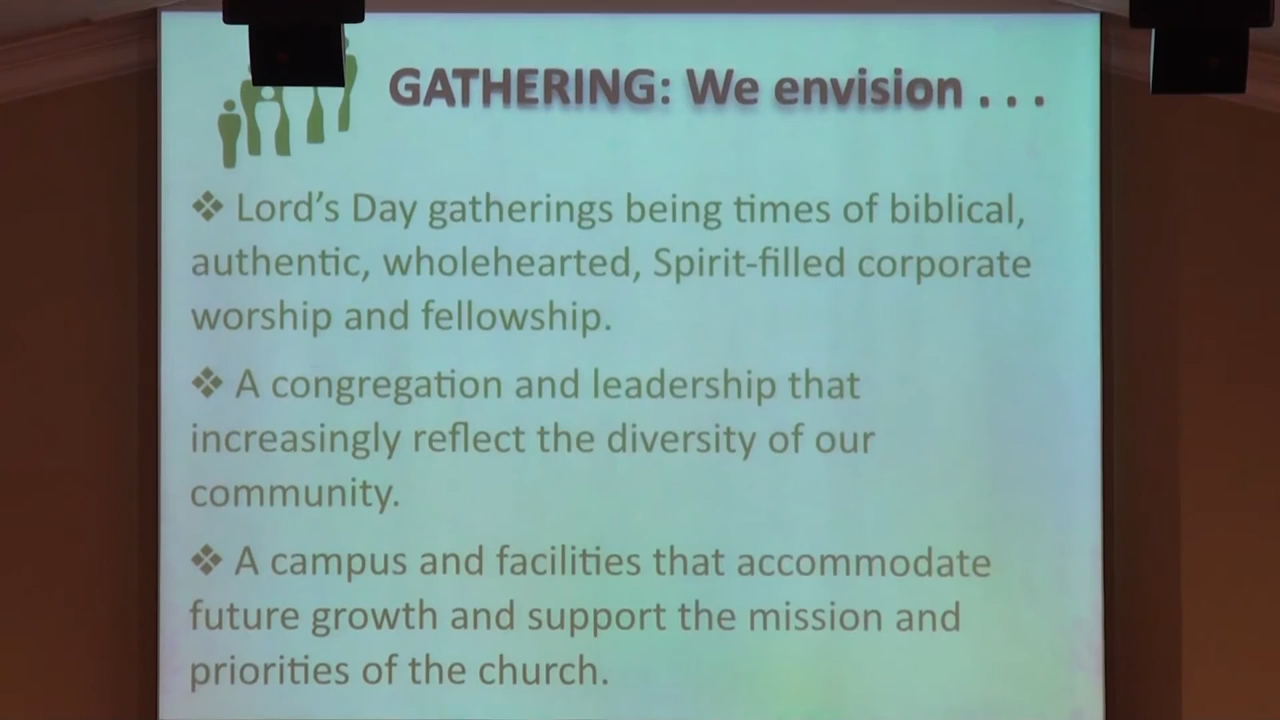 GATHERING: We envision . . .
❖ Lord's Day gatherings being times of biblical,
authentic, wholehearted, Spirit-filled corporate
worship and fellowship.
❖ A congregation and leadership that
increasingly reflect the diversity of our
community.
❖ A campus and facilities that accommodate
future growth and support the mission and
priorities of the church.